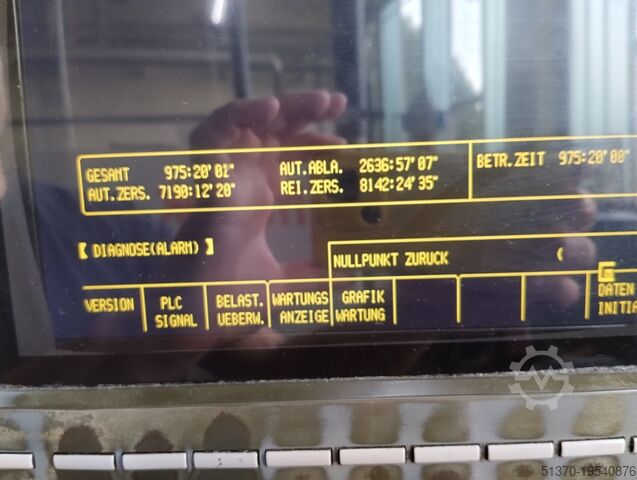 GESAMT 975:20'01" AUT.ABLA. 2636:57'07" BETR.ZEIT 975:20'00"
AUT.ZERS. 7190:12'20" REI.ZERS. 8142:24'35"
【 DIAGNOSE(ALARM) 】 NULLPUNKT ZURUCK (
VERSION PLC BELAST. WARTUNGS GRAFIK DATEN
SIGNAL UEBERW. ANZEIGE WARTUNG INITIA
51370-19540876